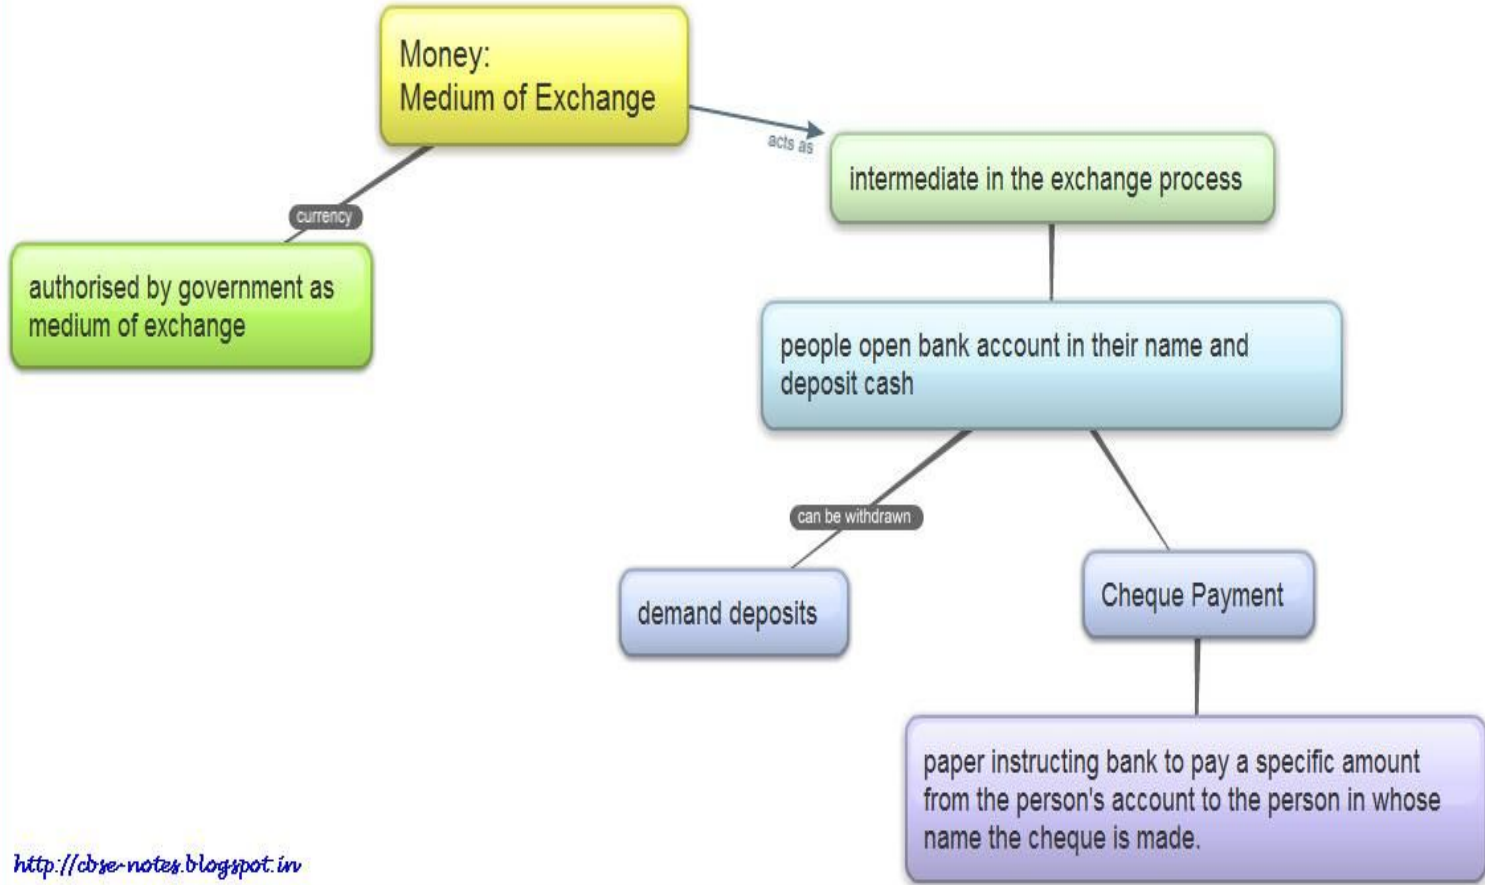 Money:
Medium of Exchange
acts as
intermediate in the exchange process
currency
authorised by government as
medium of exchange
people open bank account in their name and
deposit cash
can be withdrawn
demand deposits
Cheque Payment
paper instructing bank to pay a specific amount
from the person's account to the person in whose
name the cheque is made.
http://cbse-notes.blogspot.in